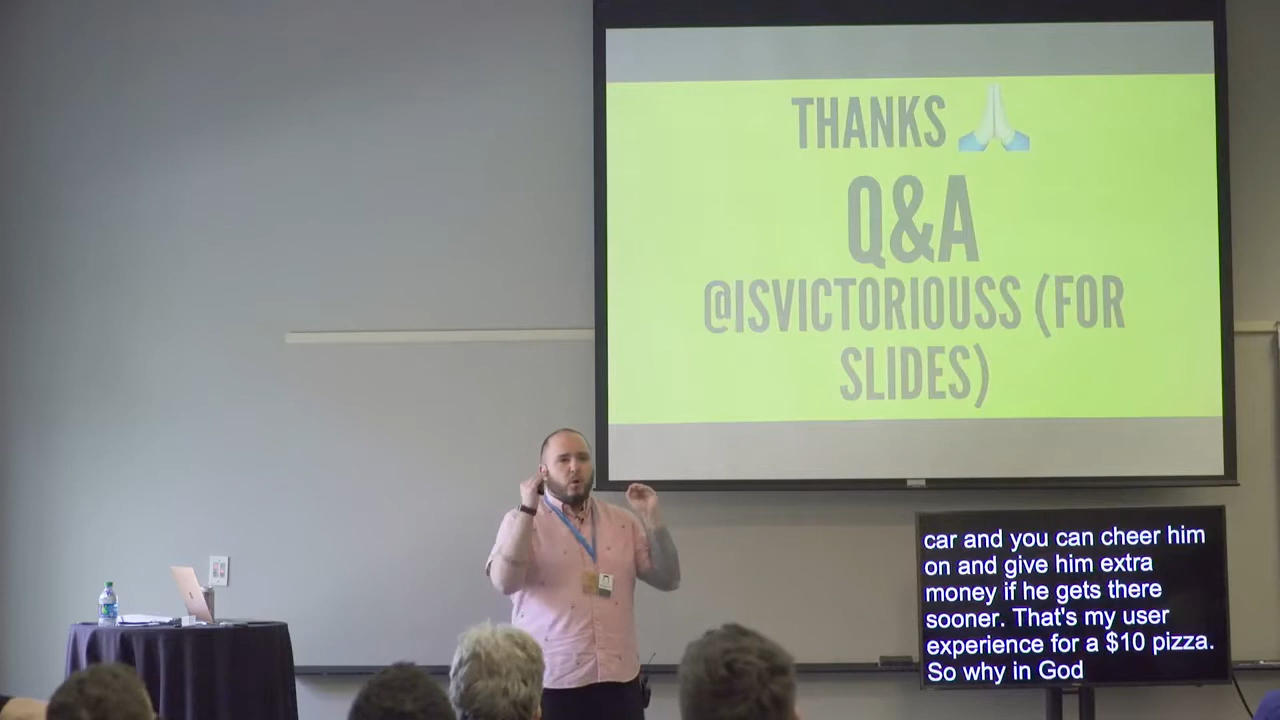 THANKS 🙏
Q&A
@ISVICTORIOUSS (FOR
SLIDES)
car and you can cheer him
on and give him extra
money if he gets there
sooner. That's my user
experience for a $10 pizza.
So why in God